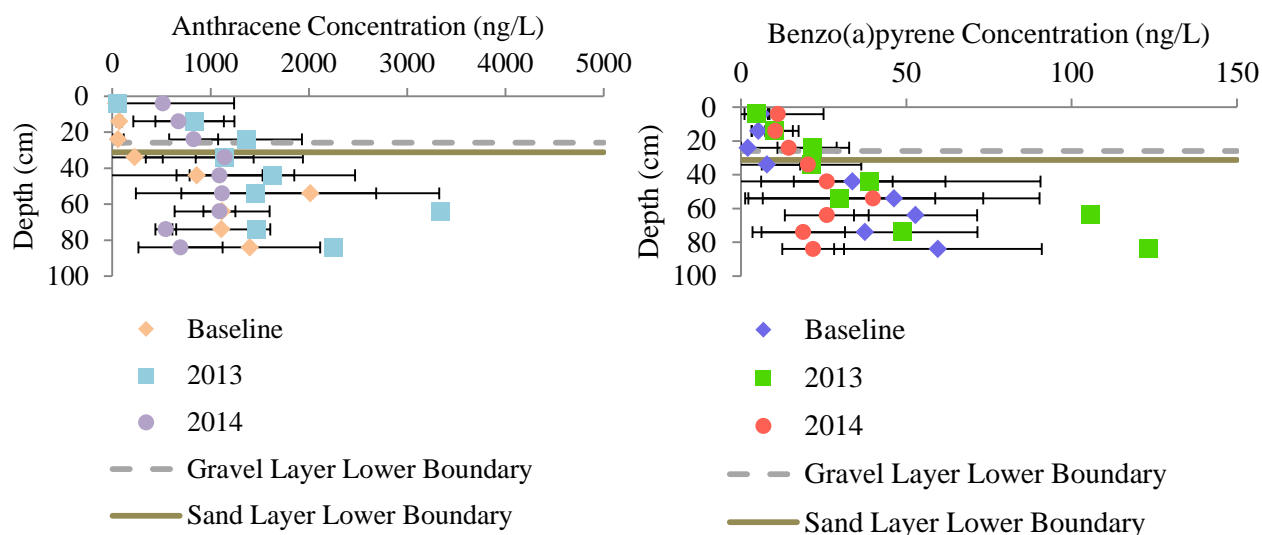 Anthracene Concentration (ng/L)
0 1000 2000 3000 4000 5000
0
20
40
60
80
100
Depth (cm)
Baseline
2013
2014
Gravel Layer Lower Boundary
Sand Layer Lower Boundary
Benzo(a)pyrene Concentration (ng/L)
0 50 100 150
0
20
40
60
80
100
Depth (cm)
Baseline
2013
2014
Gravel Layer Lower Boundary
Sand Layer Lower Boundary